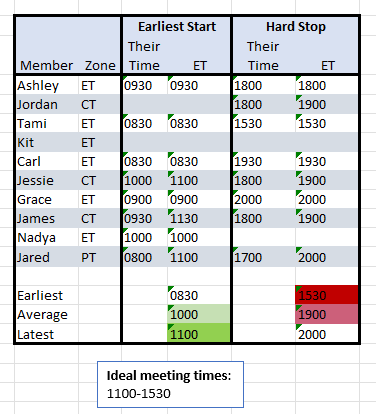 Earliest Start Hard Stop
Their Their
Member Zone Time ET Time ET
Ashley ET 0930 0930 1800 1800
Jordan CT 1800 1900
Tami ET 0830 0830 1530 1530
Kit ET
Carl ET 0830 0830 1930 1930
Jessie CT 1000 1100 1800 1900
Grace ET 0900 0900 2000 2000
James CT 0930 1130 1800 1900
Nadya ET 1000 1000
Jared PT 0800 1100 1700 2000
Earliest 0830 1530
Average 1000 1900
Latest 1100 2000
Ideal meeting times:
1100-1530